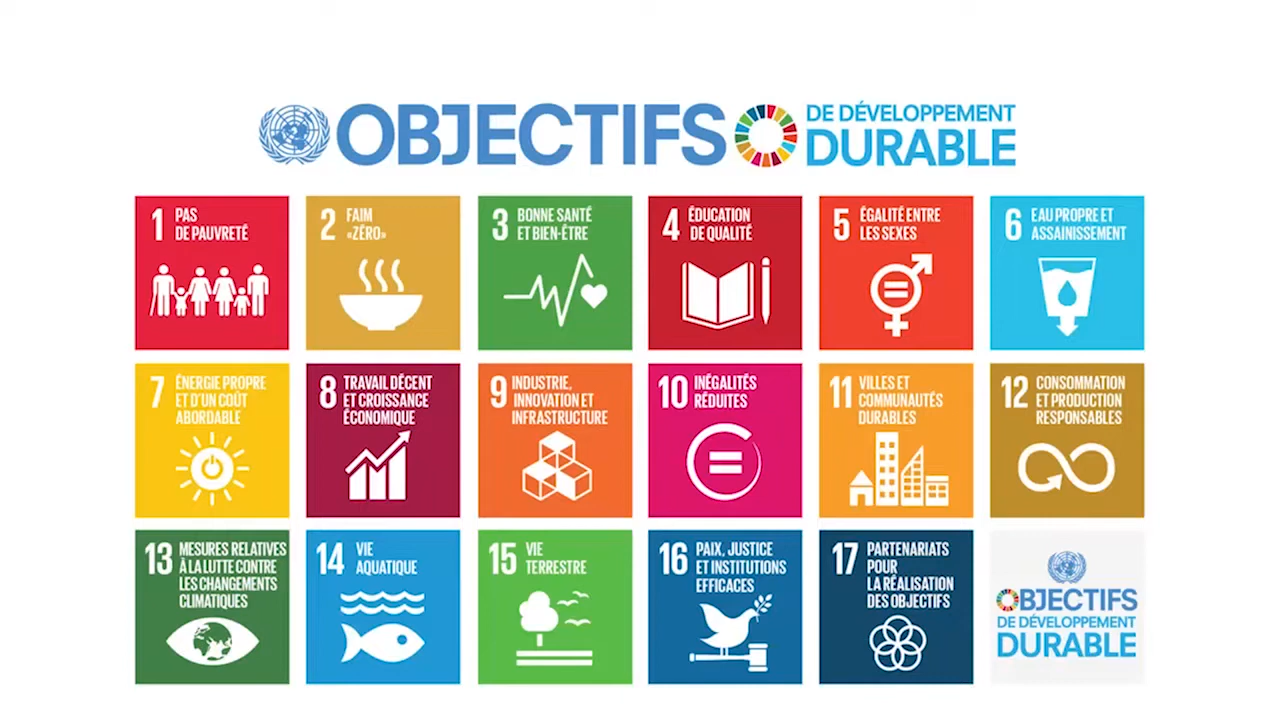 OBJECTIFS
DE DÉVELOPPEMENT
DURABLE
1 PAS
DE PAUVRETÉ
2 FAIM
«ZÉRO»
3 BONNE SANTÉ
ET BIEN-ÊTRE
4 ÉDUCATION
DE QUALITÉ
5 ÉGALITÉ ENTRE
LES SEXES
6 EAU PROPRE ET
ASSAINISSEMENT
7 ÉNERGIE PROPRE
ET D'UN COÛT
ABORDABLE
8 TRAVAIL DÉCENT
ET CROISSANCE
ÉCONOMIQUE
9 INDUSTRIE,
INNOVATION ET
INFRASTRUCTURE
10 INÉGALITÉS
RÉDUITES
11 VILLES ET
COMMUNAUTÉS
DURABLES
12 CONSOMMATION
ET PRODUCTION
RESPONSABLES
13 MESURES RELATIVES
À LA LUTTE CONTRE
LES CHANGEMENTS
CLIMATIQUES
14 VIE
AQUATIQUE
15 VIE
TERRESTRE
16 PAIX, JUSTICE
ET INSTITUTIONS
EFFICACES
17 PARTENARIATS
POUR
LA RÉALISATION
DES OBJECTIFS
OBJECTIFS
DE DÉVELOPPEMENT
DURABLE